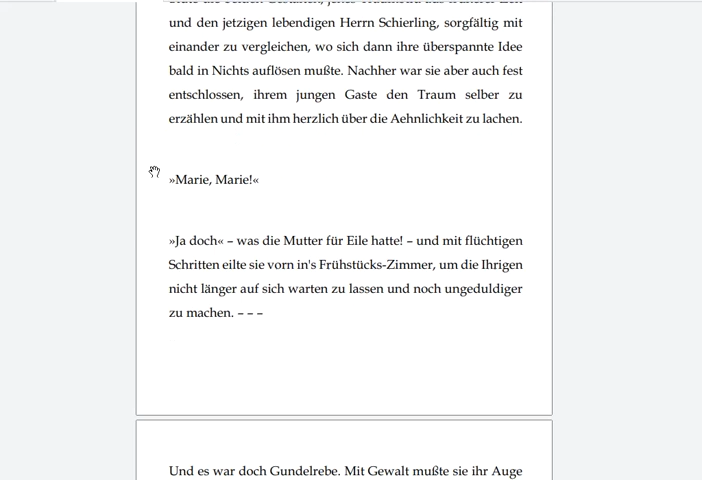 und den jetzigen lebendigen Herrn Schierling, sorgfältig mit
einander zu vergleichen, wo sich dann ihre überspannte Idee
bald in Nichts auflösen mußte. Nachher war sie aber auch fest
entschlossen, ihrem jungen Gaste den Traum selber zu
erzählen und mit ihm herzlich über die Aehnlichkeit zu lachen.
»Marie, Marie!«
»Ja doch« – was die Mutter für Eile hatte! – und mit flüchtigen
Schritten eilte sie vorn in's Frühstücks-Zimmer, um die Ihrigen
nicht länger auf sich warten zu lassen und noch ungeduldiger
zu machen. – – –
Und es war doch Gundelrebe. Mit Gewalt mußte sie ihr Auge